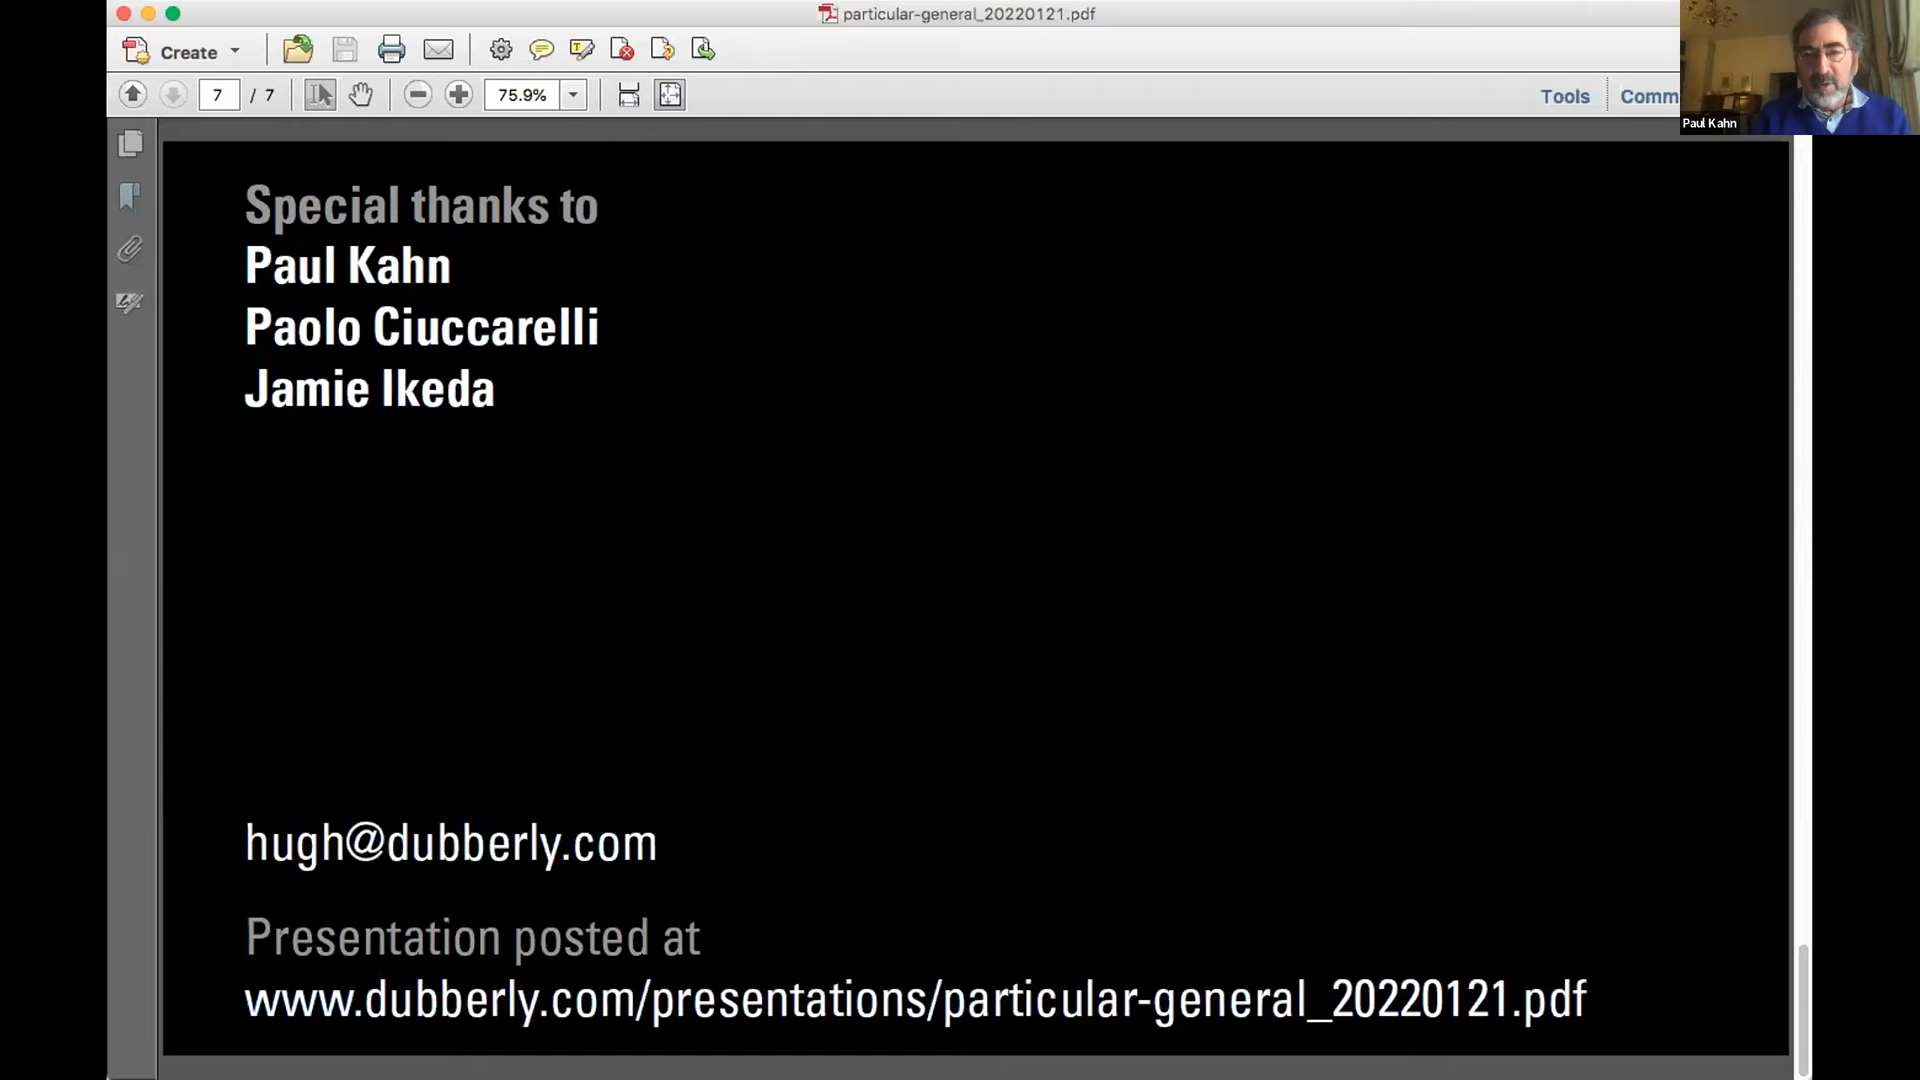 particular-general_20220121.pdf
Create
7 / 7
75.9%
Tools
Comm
Paul Kahn
Special thanks to
Paul Kahn
Paolo Ciuccarelli
Jamie Ikeda
hugh@dubberly.com
Presentation posted at
www.dubberly.com/presentations/particular-general_20220121.pdf